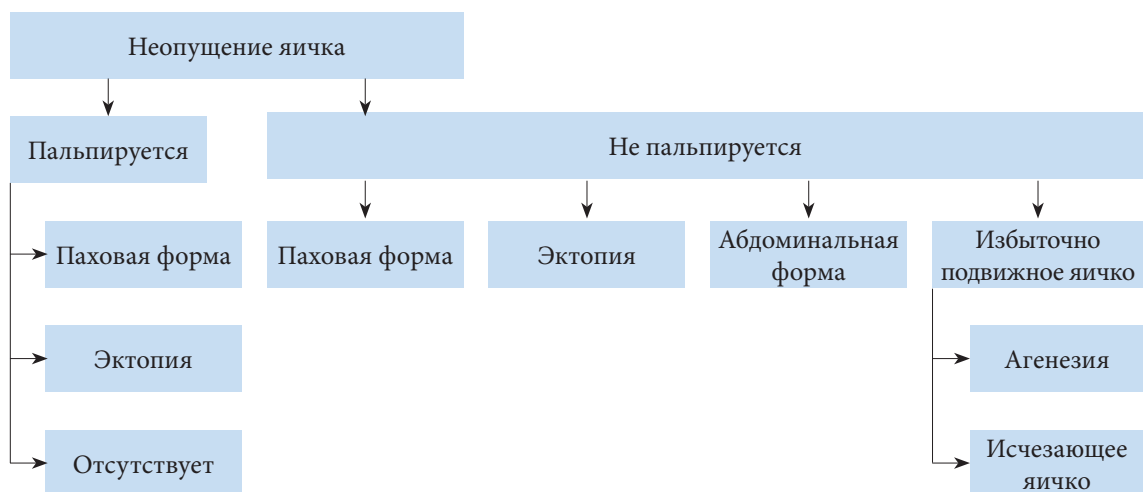 Неопущение яичка
Пальпируется
Не пальпируется
Паховая форма
Паховая форма
Эктопия
Абдоминальная
форма
Избыточно
подвижное яичко
Эктопия
Агенезия
Отсутствует
Исчезающее
яичко